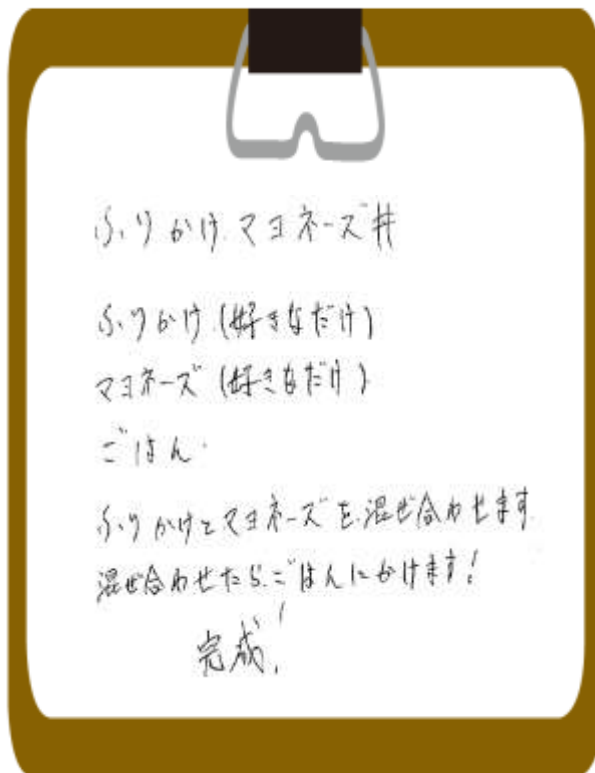 ふりかけマヨネーズ丼
ふりかけ(好きなだけ)
マヨネーズ(好きなだけ)
ごはん
ふりかけとマヨネーズを混ぜ合わせます
混ぜ合わせたらごはんにかけます!
完成!